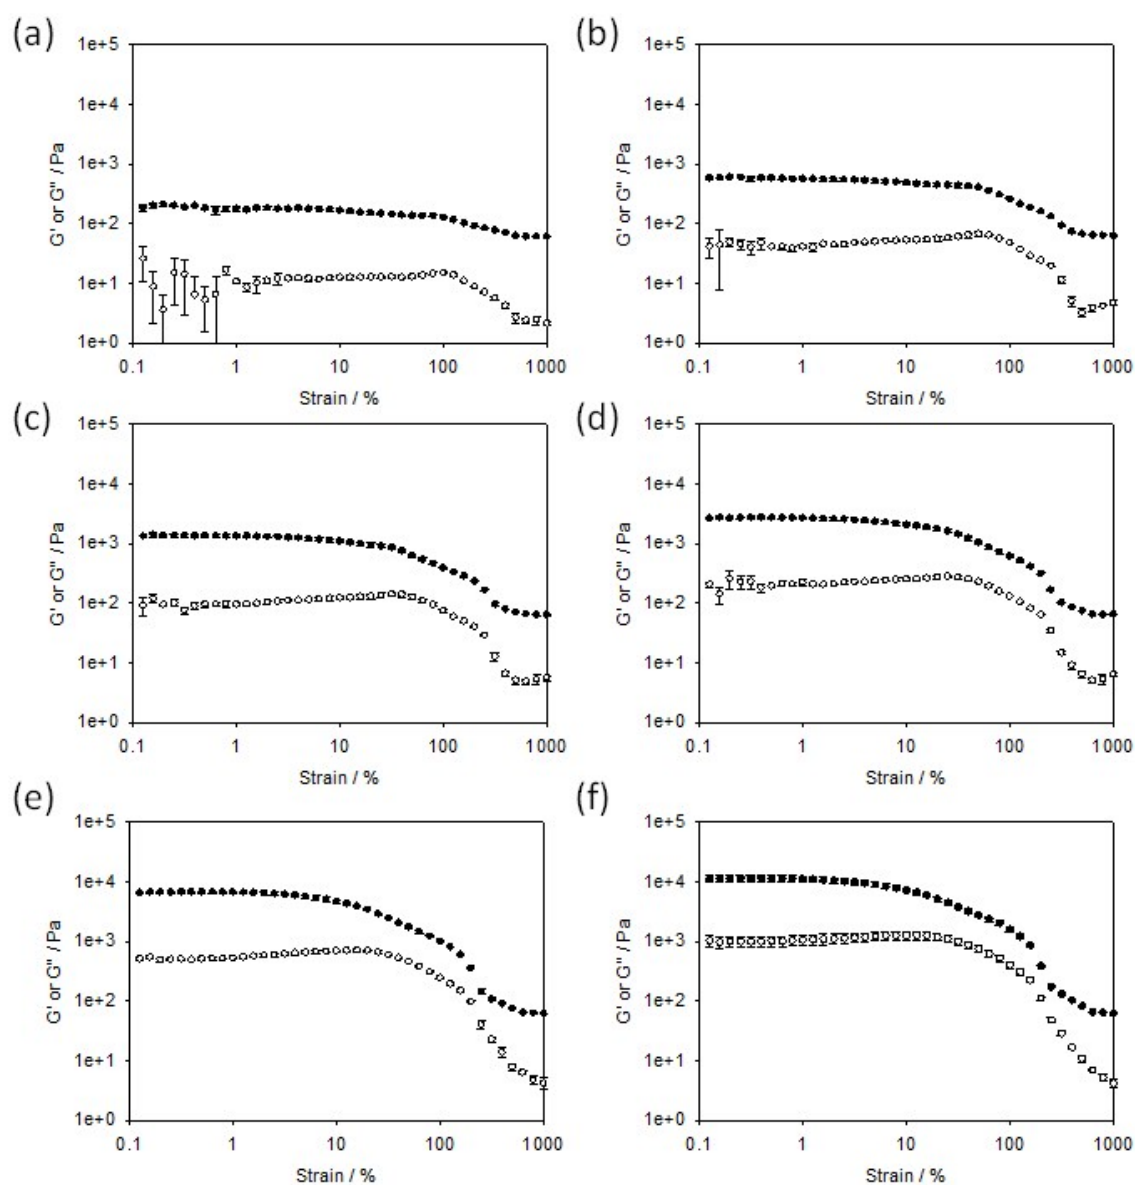 (a)
1e+5
1e+4
1e+3
1e+2
1e+1
1e+0
G' or G" / Pa
0.1 1 10 100 1000
Strain / %
(b)
1e+5
1e+4
1e+3
1e+2
1e+1
1e+0
G' or G" / Pa
0.1 1 10 100 1000
Strain / %
(c)
1e+5
1e+4
1e+3
1e+2
1e+1
1e+0
G' or G" / Pa
0.1 1 10 100 1000
Strain / %
(d)
1e+5
1e+4
1e+3
1e+2
1e+1
1e+0
G' or G" / Pa
0.1 1 10 100 1000
Strain / %
(e)
1e+5
1e+4
1e+3
1e+2
1e+1
1e+0
G' or G" / Pa
0.1 1 10 100 1000
Strain / %
(f)
1e+5
1e+4
1e+3
1e+2
1e+1
1e+0
G' or G" / Pa
0.1 1 10 100 1000
Strain / %